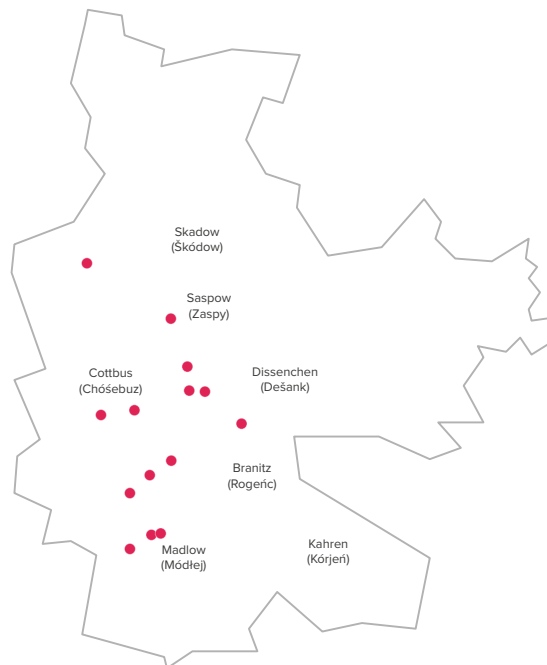 Skadow
(Škódow)
Saspow
(Zaspy)
Cottbus
(Chóśebuz)
Dissenchen
(Dešank)
Branitz
(Rogeńc)
Kahren
(Kórjeń)
Madlow
(Módłej)